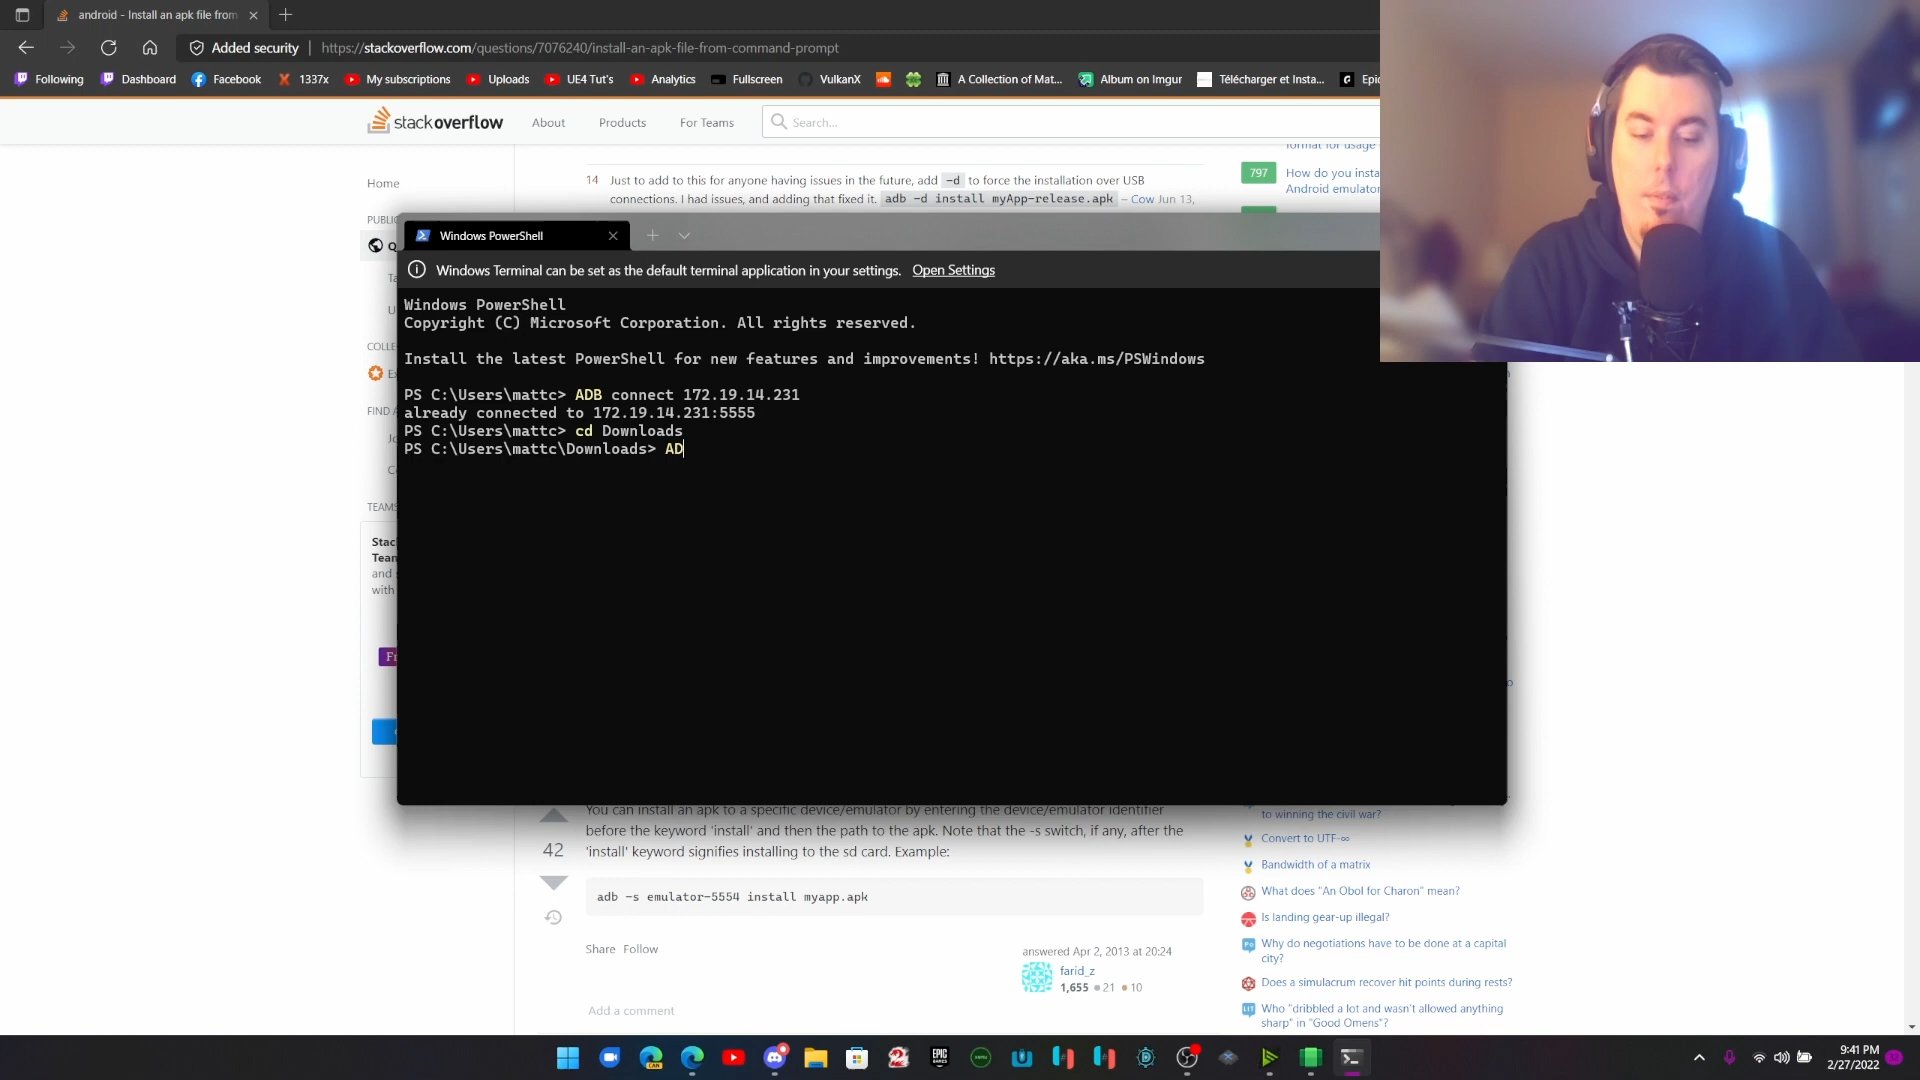 android - Install an apk file from
Added security
https://stackoverflow.com/questions/7076240/install-an-apk-file-from-command-prompt
Following
Dashboard
Facebook
1337x
My subscriptions
Uploads
UE4 Tut's
Analytics
Fullscreen
VulkanX
A Collection of Mat...
Album on Imgur
Télécharger et Insta...
Epic
stackoverflow
About
Products
For Teams
Search...
Home
PUBLI
COLLE
FIND A
TEAMS
Stac
Tean
and
with
14 Just to add to this for anyone having issues in the future, add -d to force the installation over USB
connections. I had issues, and adding that fixed it. adb -d install myApp-release.apk – Cow Jun 13,
format for usage
797 How do you insta
Android emulator
Windows PowerShell
Windows Terminal can be set as the default terminal application in your settings. Open Settings
Windows PowerShell
Copyright (C) Microsoft Corporation. All rights reserved.
Install the latest PowerShell for new features and improvements! https://aka.ms/PSWindows
PS C:\Users\mattc> ADB connect 172.19.14.231
already connected to 172.19.14.231:5555
PS C:\Users\mattc> cd Downloads
PS C:\Users\mattc\Downloads> AD
You can install an apk to a specific device/emulator by entering the device/emulator identifier
before the keyword 'install' and then the path to the apk. Note that the -s switch, if any, after the
'install' keyword signifies installing to the sd card. Example:
42
adb -s emulator-5554 install myapp.apk
Share Follow
answered Apr 2, 2013 at 20:24
farid_z
1,655 21 10
Add a comment
to winning the civil war?
Convert to UTF-∞
Bandwidth of a matrix
What does "An Obol for Charon" mean?
Is landing gear-up illegal?
Why do negotiations have to be done at a capital
city?
Does a simulacrum recover hit points during rests?
Who "dribbled a lot and wasn't allowed anything
sharp" in "Good Omens"?
9:41 PM
2/27/2022